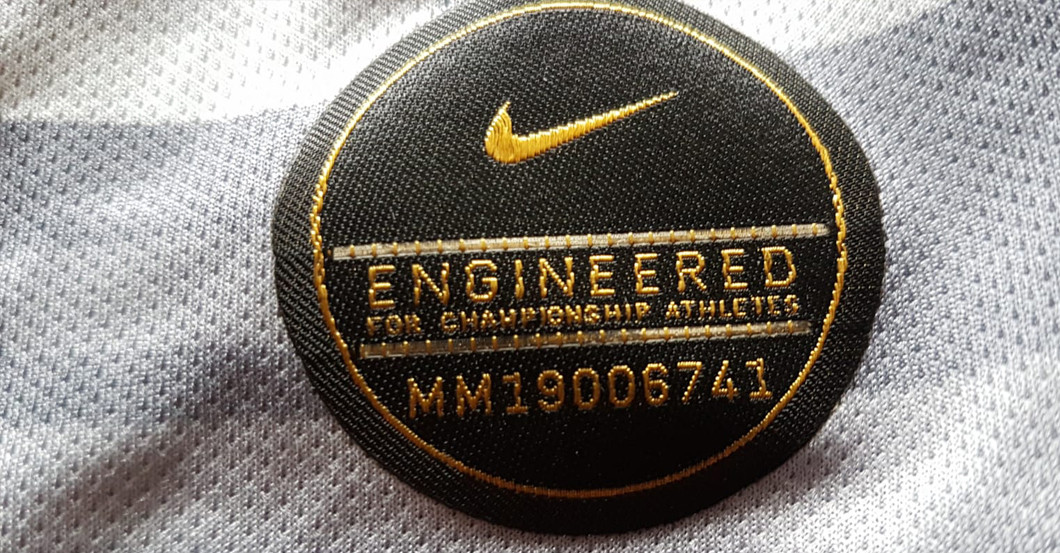 ENGINEERED
FOR CHAMPIONSHIP ATHLETES
MM19006741